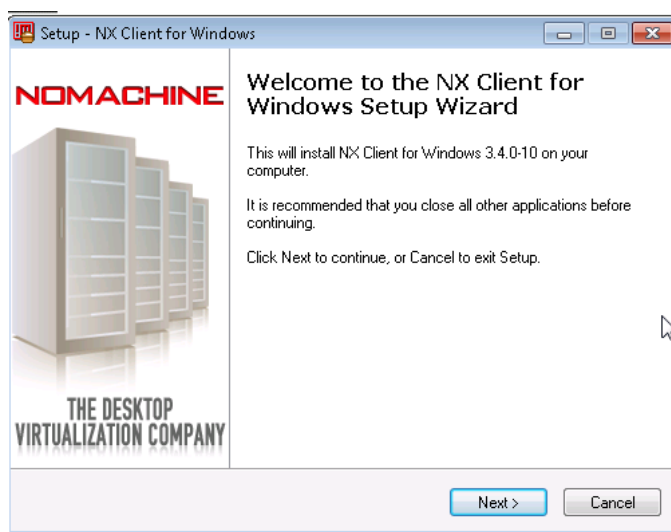 Setup - NX Client for Windows
NOMACHINE
THE DESKTOP
VIRTUALIZATION COMPANY
Welcome to the NX Client for
Windows Setup Wizard
This will install NX Client for Windows 3.4.0-10 on your
computer.
It is recommended that you close all other applications before
continuing.
Click Next to continue, or Cancel to exit Setup.
Next >
Cancel